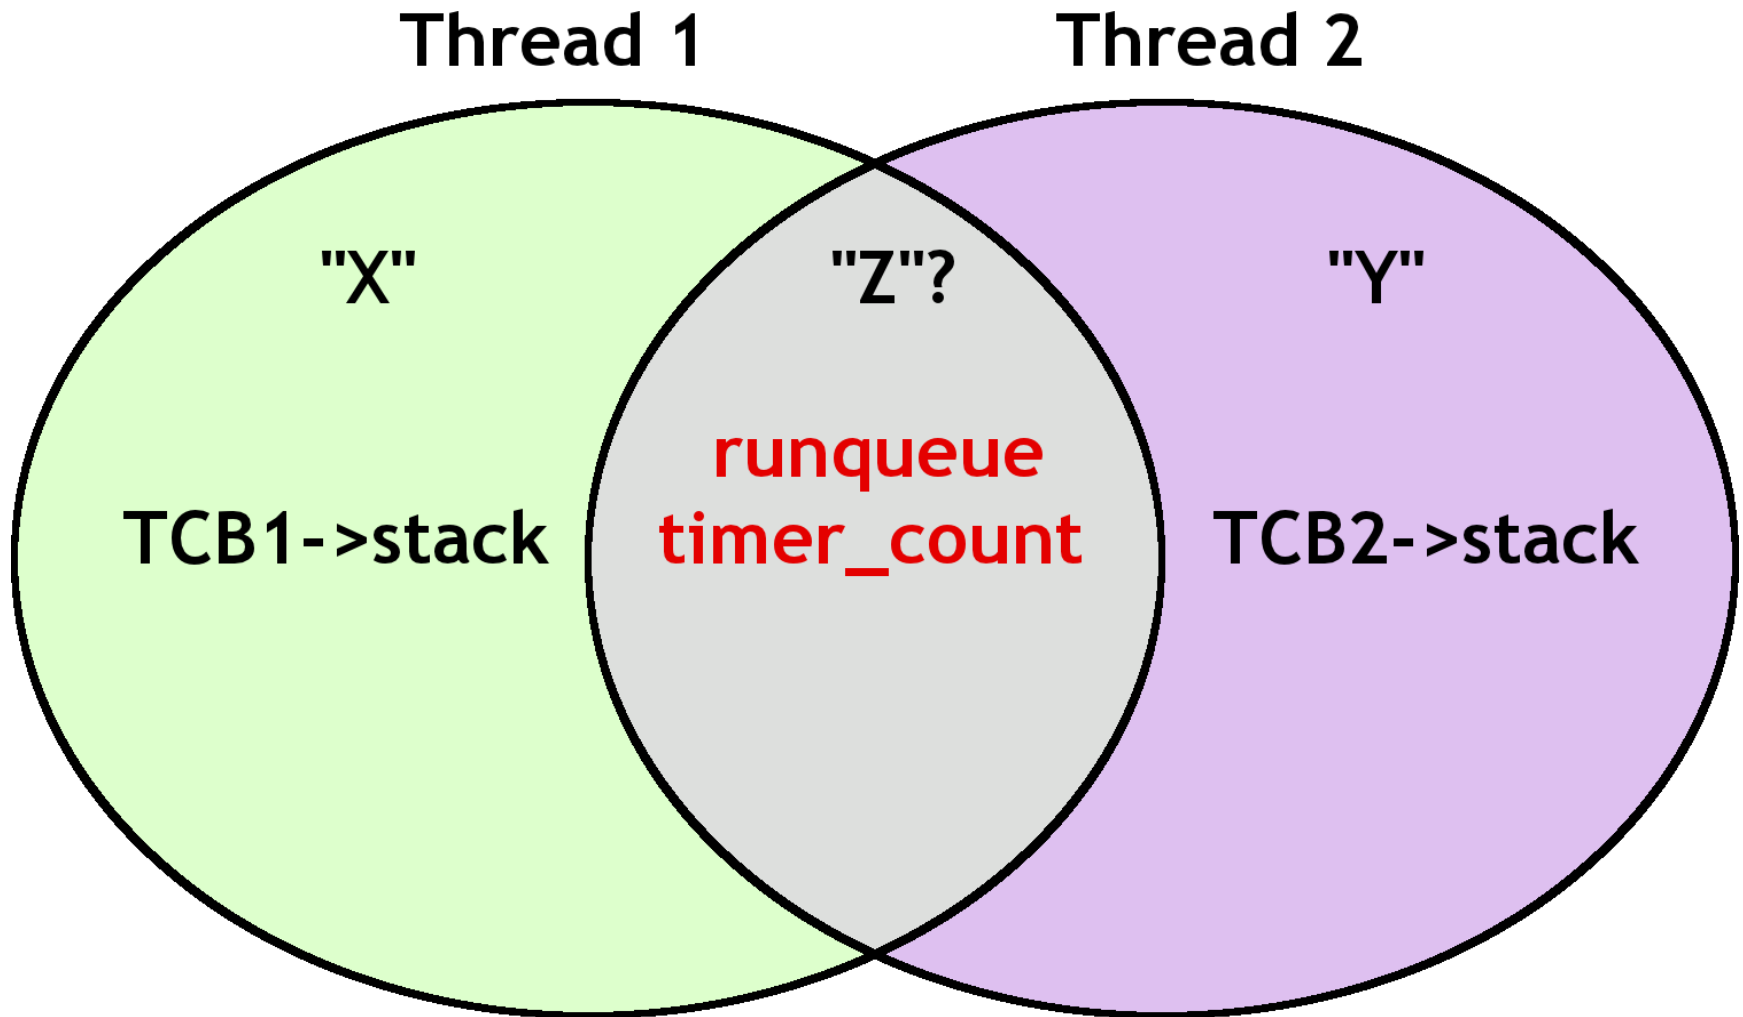 Thread 1
Thread 2
"X"
"Z"?
"Y"
runqueue
TCB1->stack
timer_count
TCB2->stack